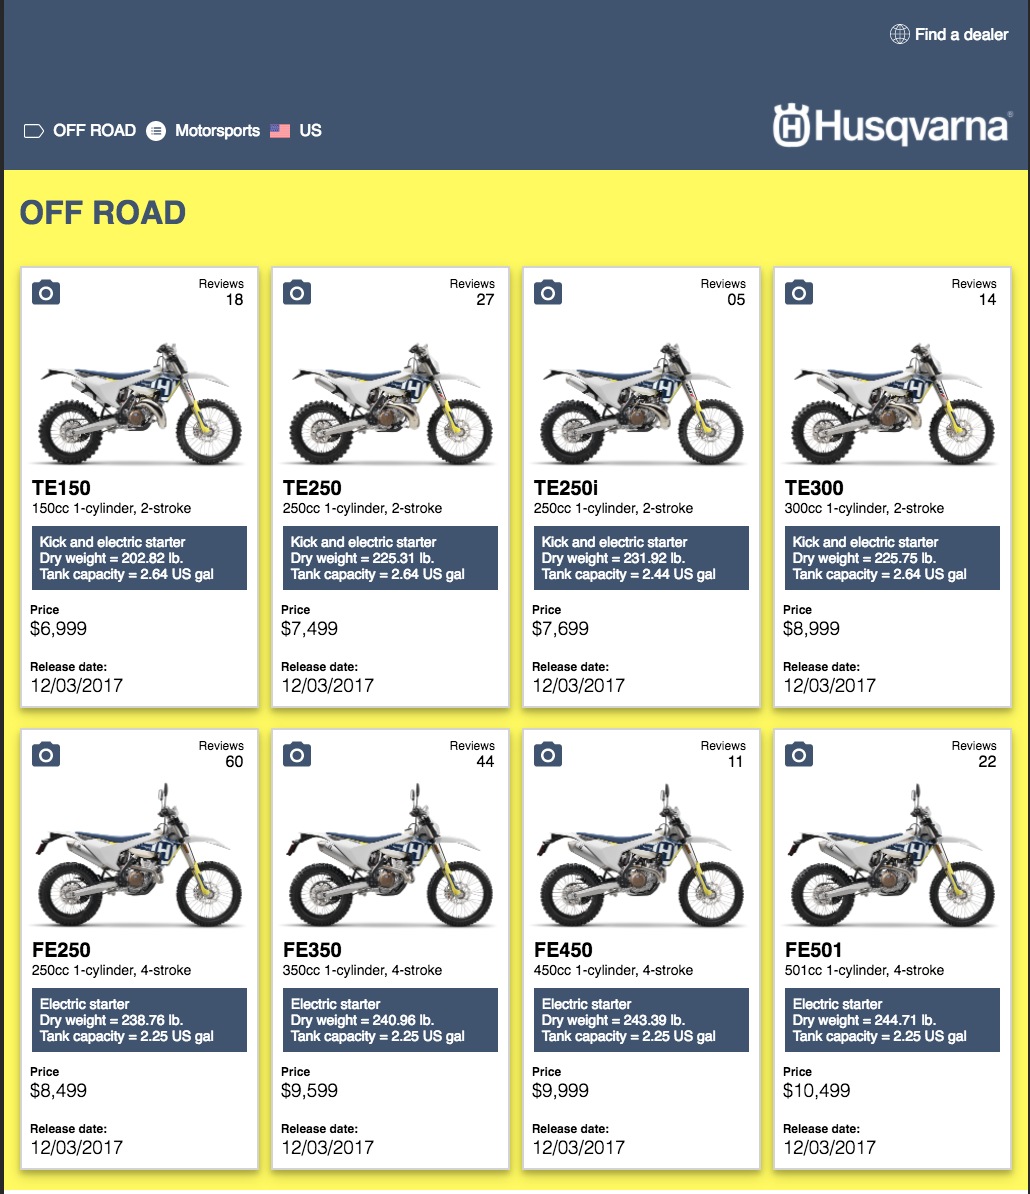 Find a dealer
OFF ROAD Motorsports US
Husqvarna®
OFF ROAD
Reviews
18
TE150
150cc 1-cylinder, 2-stroke
Kick and electric starter
Dry weight = 202.82 lb.
Tank capacity = 2.64 US gal
Price
$6,999
Release date:
12/03/2017
Reviews
27
TE250
250cc 1-cylinder, 2-stroke
Kick and electric starter
Dry weight = 225.31 lb.
Tank capacity = 2.64 US gal
Price
$7,499
Release date:
12/03/2017
Reviews
05
TE250i
250cc 1-cylinder, 2-stroke
Kick and electric starter
Dry weight = 231.92 lb.
Tank capacity = 2.44 US gal
Price
$7,699
Release date:
12/03/2017
Reviews
14
TE300
300cc 1-cylinder, 2-stroke
Kick and electric starter
Dry weight = 225.75 lb.
Tank capacity = 2.64 US gal
Price
$8,999
Release date:
12/03/2017
Reviews
60
FE250
250cc 1-cylinder, 4-stroke
Electric starter
Dry weight = 238.76 lb.
Tank capacity = 2.25 US gal
Price
$8,499
Release date:
12/03/2017
Reviews
44
FE350
350cc 1-cylinder, 4-stroke
Electric starter
Dry weight = 240.96 lb.
Tank capacity = 2.25 US gal
Price
$9,599
Release date:
12/03/2017
Reviews
11
FE450
450cc 1-cylinder, 4-stroke
Electric starter
Dry weight = 243.39 lb.
Tank capacity = 2.25 US gal
Price
$9,999
Release date:
12/03/2017
Reviews
22
FE501
501cc 1-cylinder, 4-stroke
Electric starter
Dry weight = 244.71 lb.
Tank capacity = 2.25 US gal
Price
$10,499
Release date:
12/03/2017